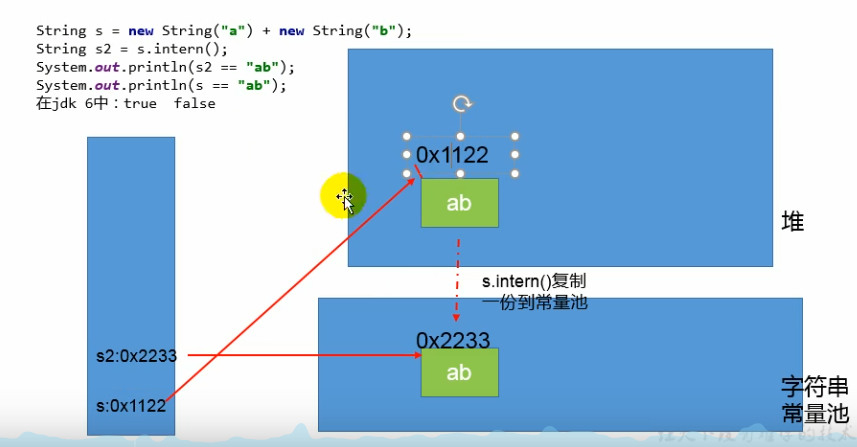 String s = new String("a") + new String("b");
String s2 = s.intern();
System.out.println(s2 == "ab");
System.out.println(s == "ab");
在jdk 6中：true  false
0x1122
ab
堆
s.intern()复制
一份到常量池
0x2233
ab
s2:0x2233
s:0x1122
字符串
常量池